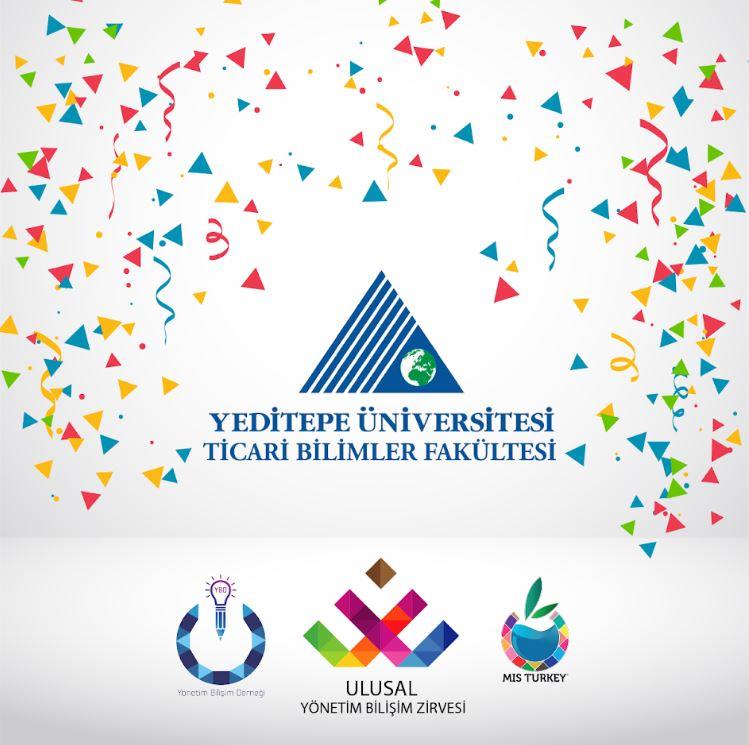 YEDİTEPE ÜNİVERSİTESİ
TİCARİ BİLİMLER FAKÜLTESİ
YBD
Yönetim Bilişim Derneği
ULUSAL
YÖNETİM BİLİŞİM ZİRVESİ
MIS TURKEY